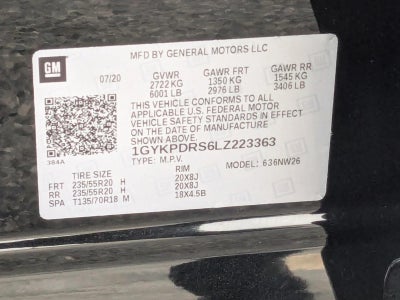 GM
MFD BY GENERAL MOTORS LLC
07/20 GVWR GAWR FRT GAWR RR
2722 KG 1350 KG 1545 KG
6001 LB 2976 LB 3406 LB
THIS VEHICLE CONFORMS TO ALL
APPLICABLE U.S. FEDERAL MOTOR
VEHICLE SAFETY STANDARDS IN EFFECT
ON THE DATE OF MANUFACTURE
SHOWN ABOVE.
384A 1GYKPDRS6LZ223363
TYPE: M.P.V. MODEL: 636NW26
TIRE SIZE RIM
FRT 235/55R20 H 20X8J
RR 235/55R20 H 20X8J
SPA T135/70R18 M 18X4.5B